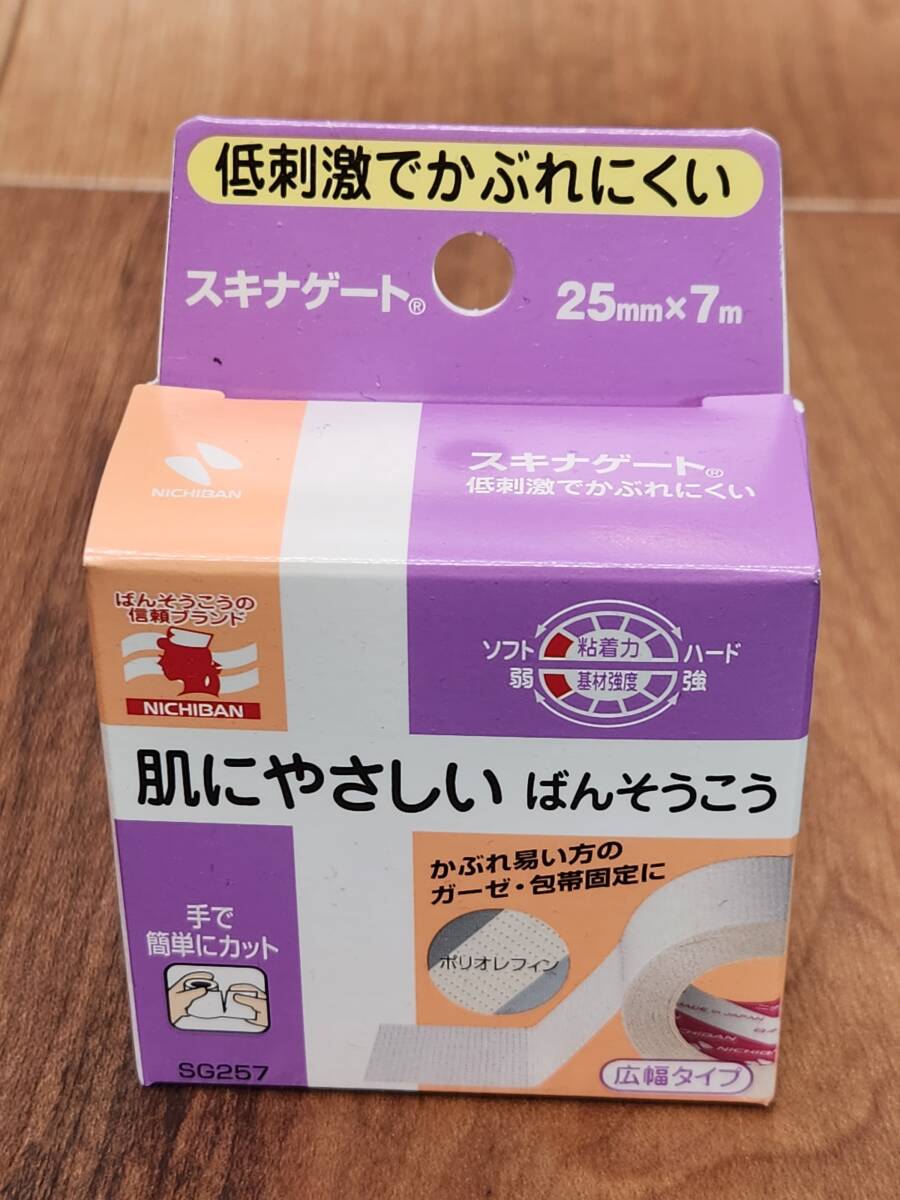 低刺激でかぶれにくい
スキナゲート® 25mm×7m
NICHIBAN
スキナゲート®
低刺激でかぶれにくい
ばんそうこうの
信頼ブランド
NICHIBAN
ソフト 粘着力 ハード
弱 基材強度 強
肌にやさしい ばんそうこう
かぶれ易い方の
ガーゼ・包帯固定に
手で
簡単にカット
ポリオレフィン
MADE IN JAPAN
NICHIBAN
SG257
広幅タイプ